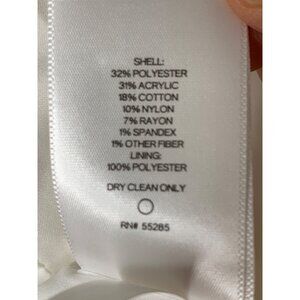 SHELL:
32% POLYESTER
31% ACRYLIC
18% COTTON
10% NYLON
7% RAYON
1% SPANDEX
1% OTHER FIBER
LINING:
100% POLYESTER
DRY CLEAN ONLY
RN# 55285